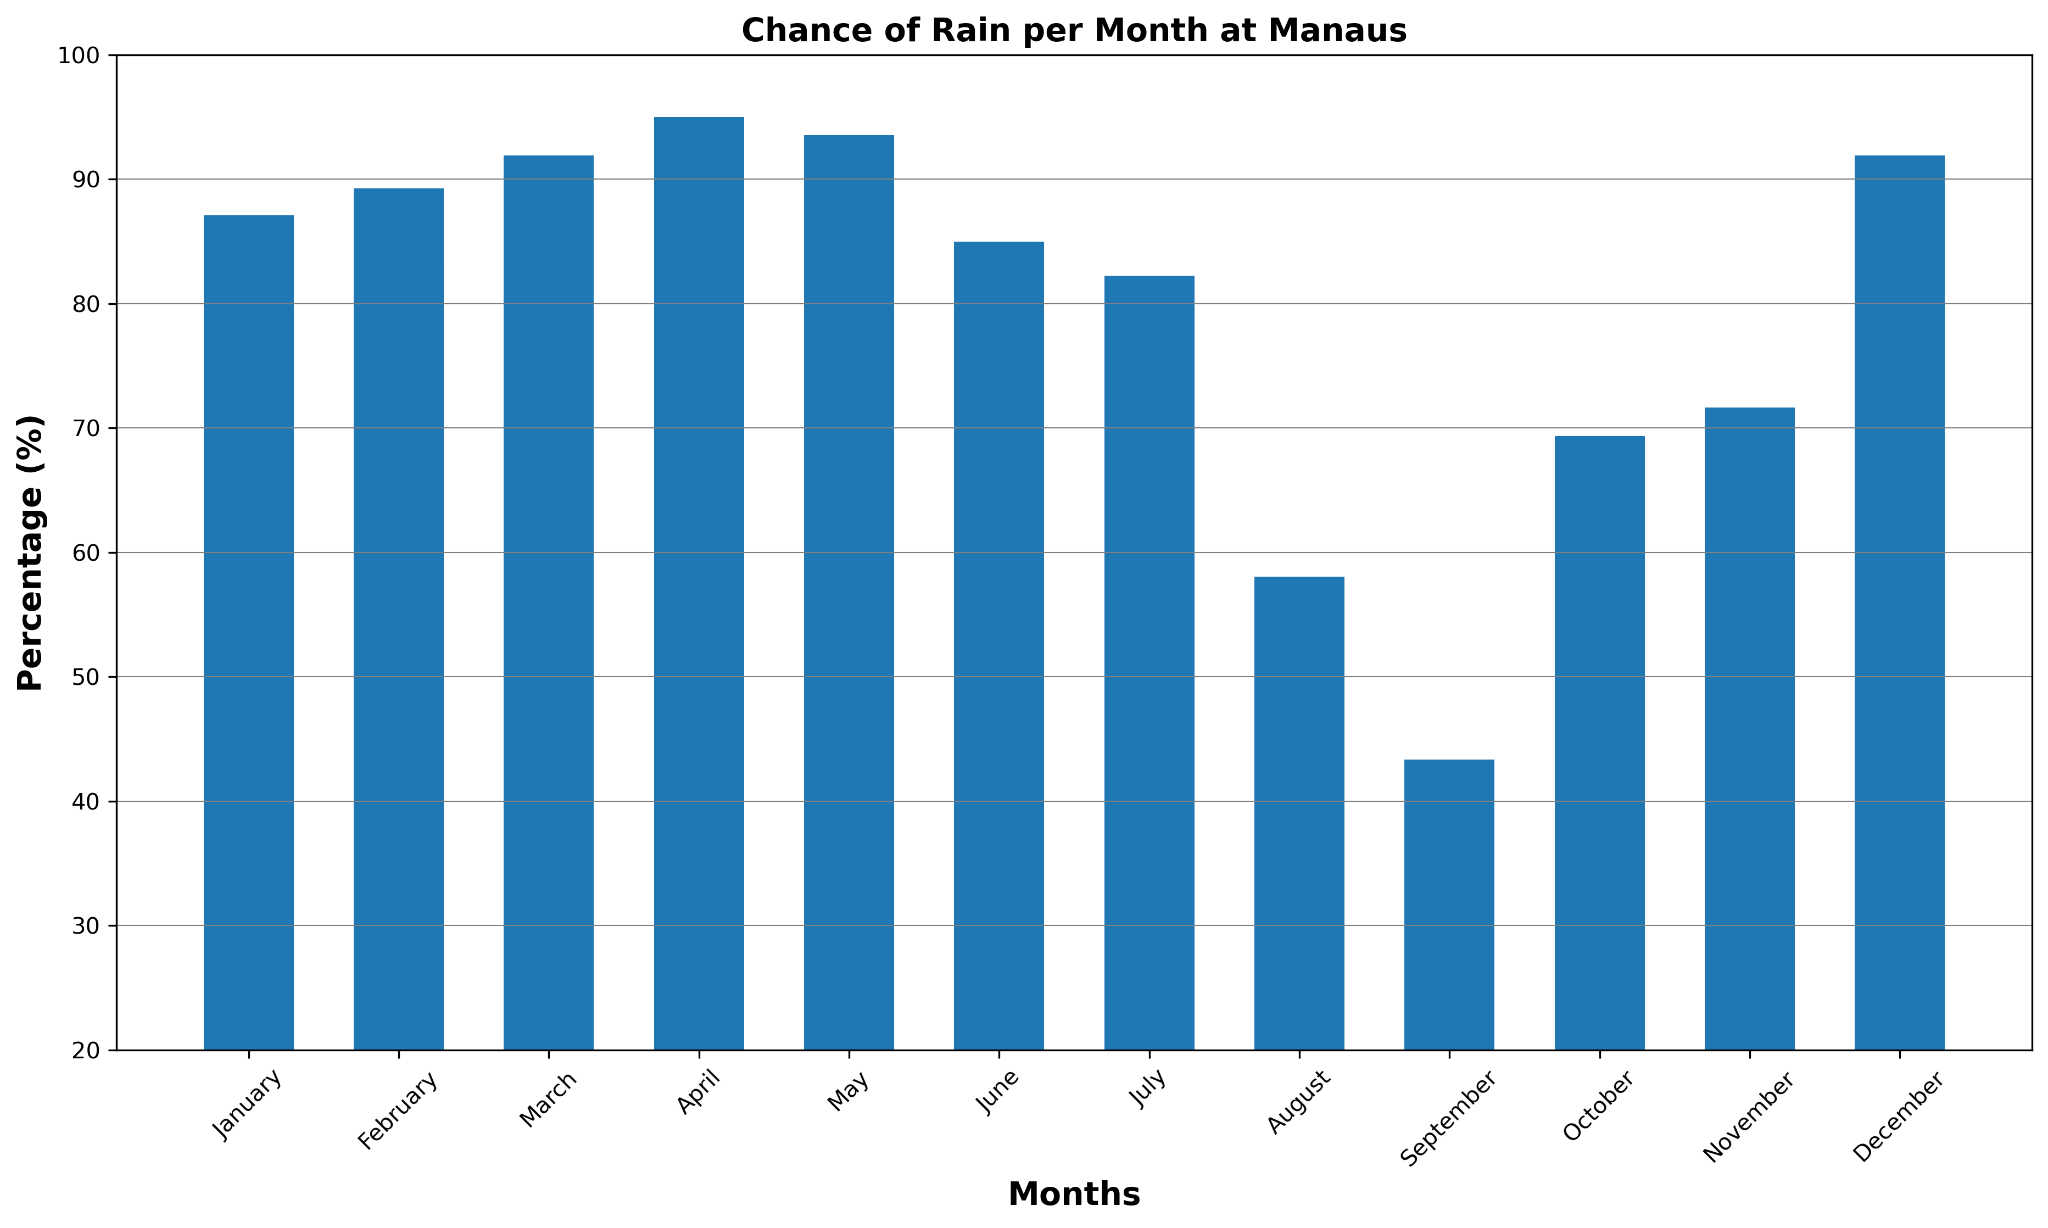 Chance of Rain per Month at Manaus
Percentage (%)
100
90
80
70
60
50
40
30
20
January
February
March
April
May
June
July
August
September
October
November
December
Months